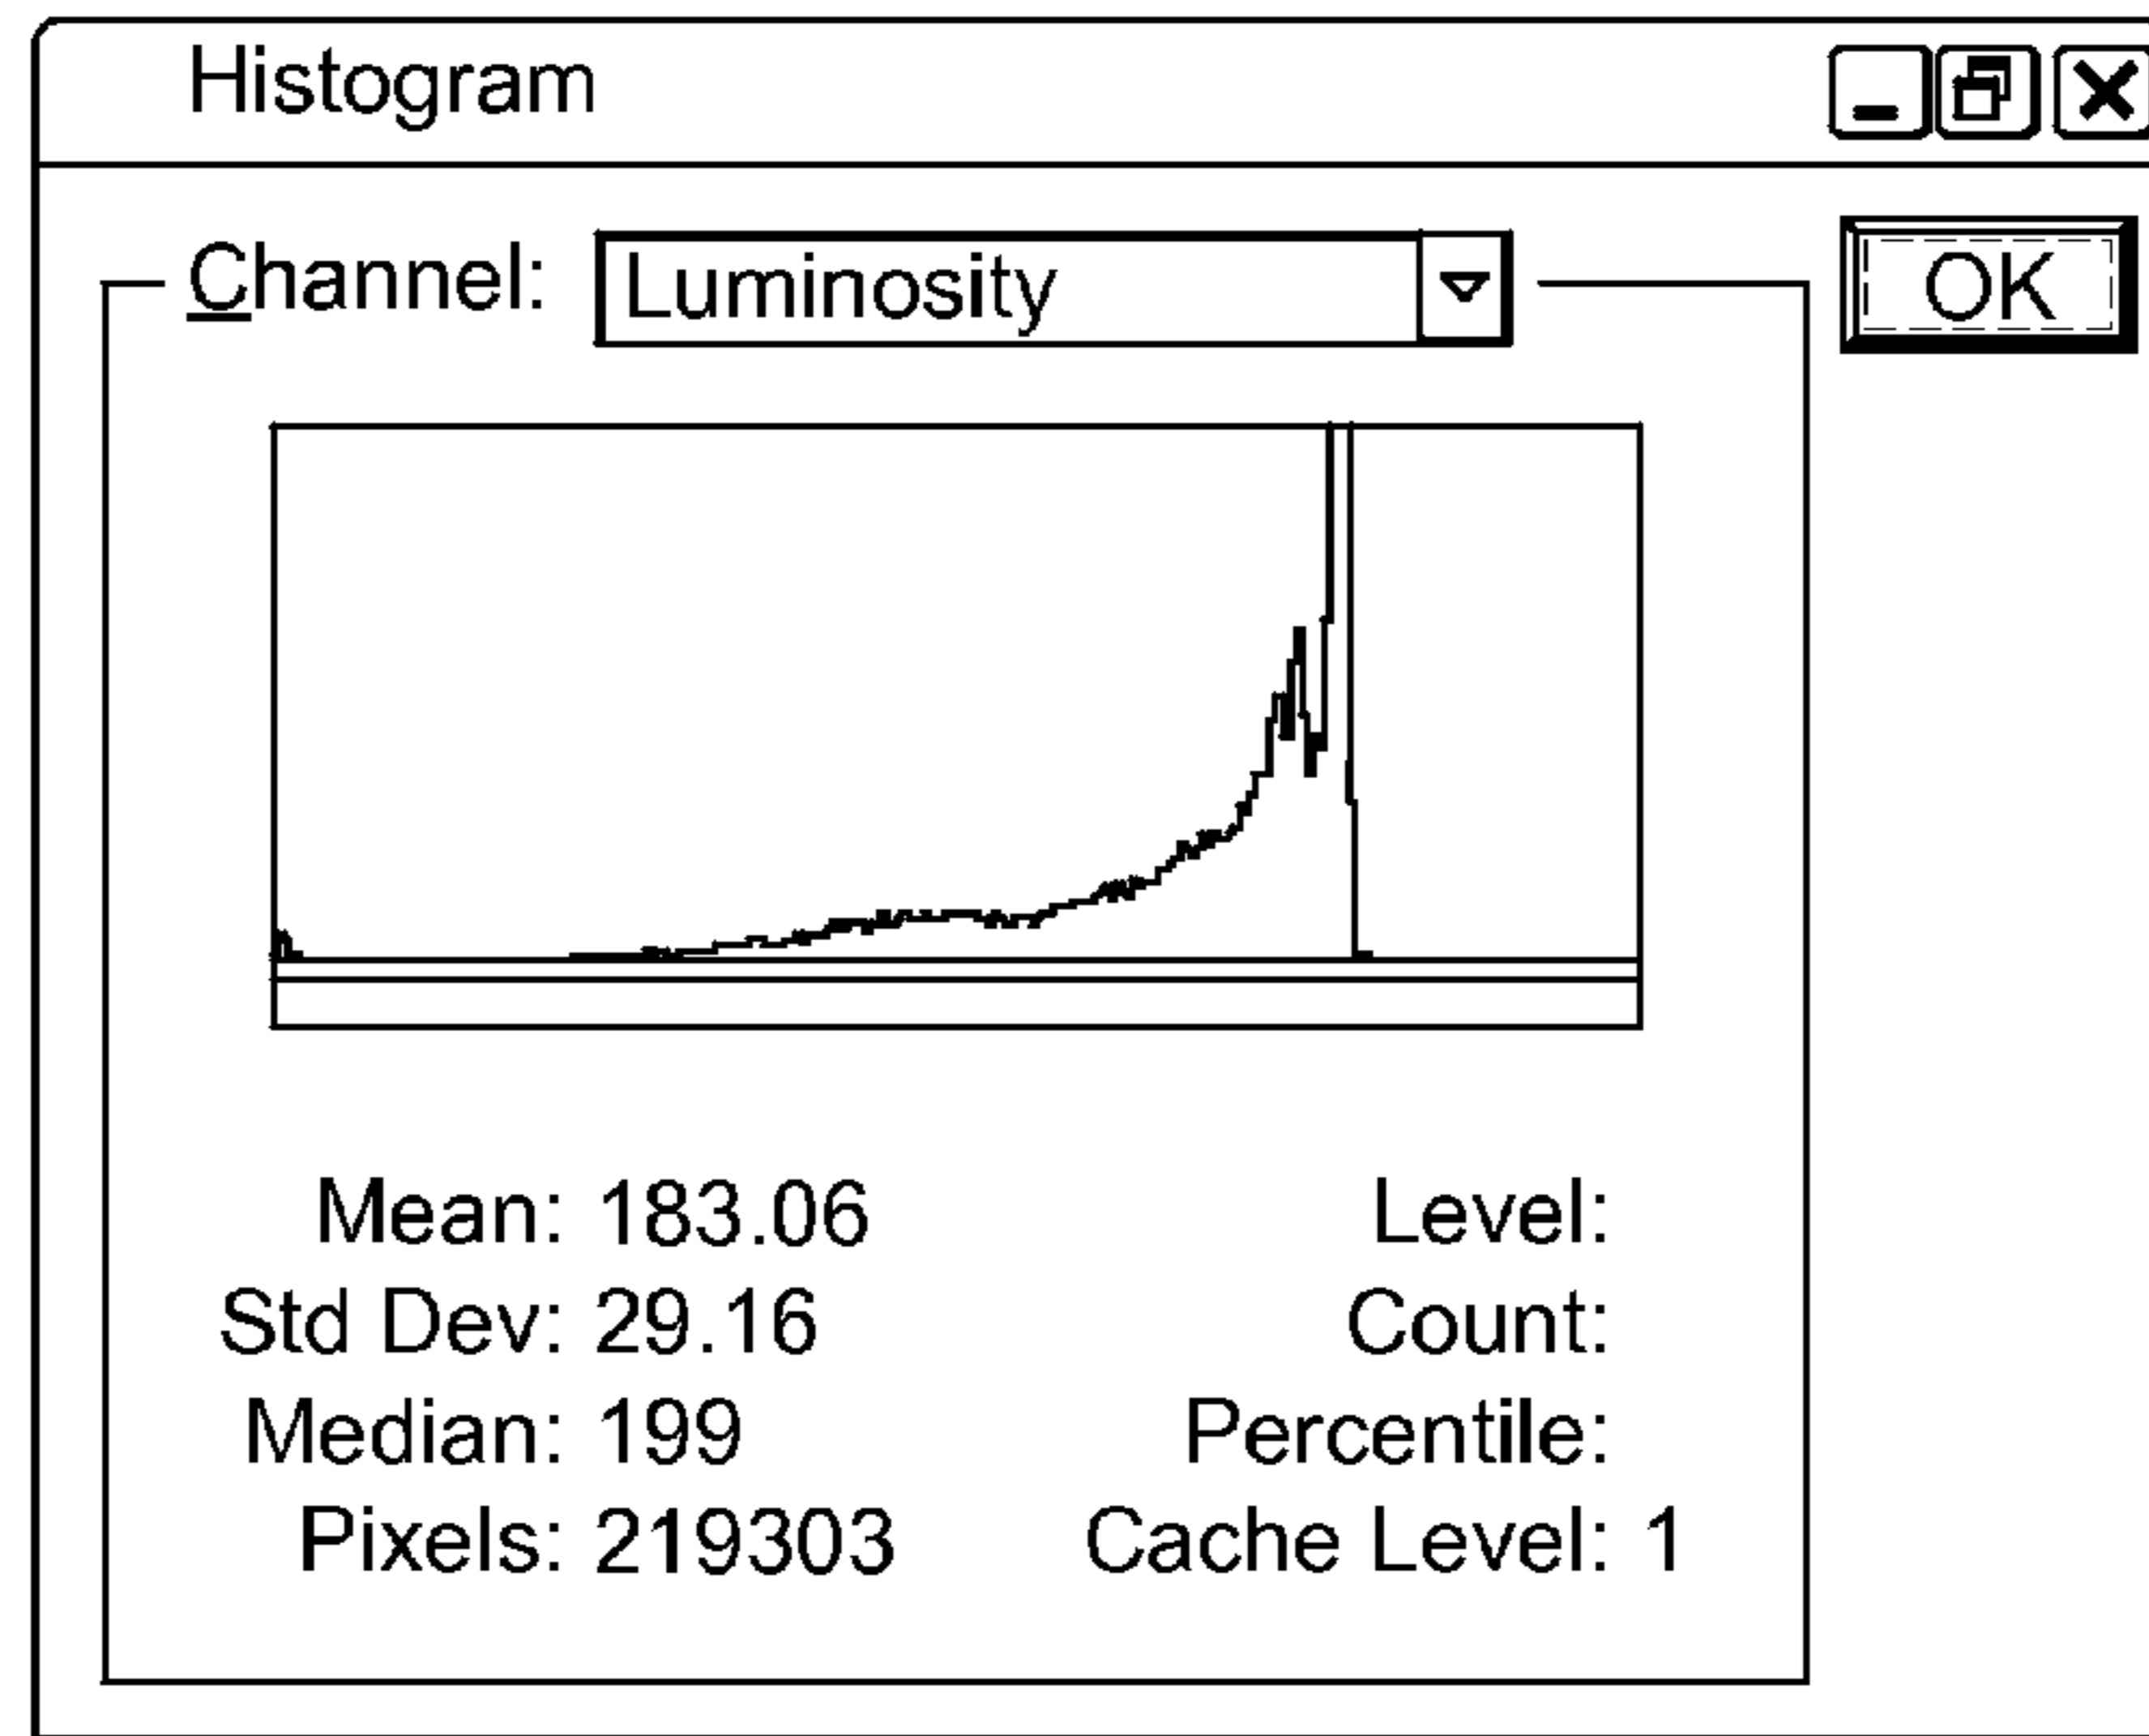 Histogram
Channel: Luminosity
OK
Mean: 183.06
Level:
Std Dev: 29.16
Count:
Median: 199
Percentile:
Pixels: 219303
Cache Level: 1